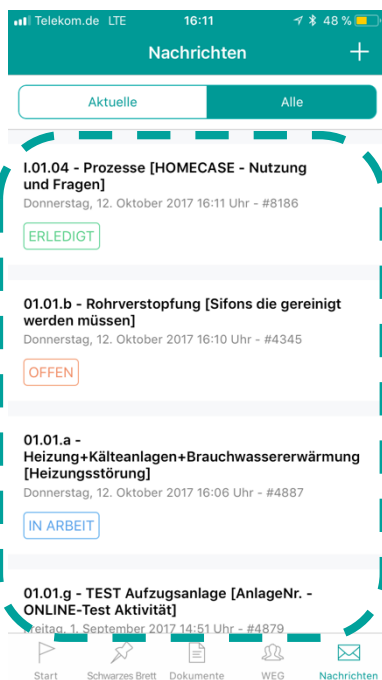 Telekom.de LTE 16:11 48 %
Nachrichten
Aktuelle Alle
I.01.04 - Prozesse [HOMECASE - Nutzung
und Fragen]
Donnerstag, 12. Oktober 2017 16:11 Uhr - #8186
ERLEDIGT
01.01.b - Rohrverstopfung [Sifons die gereinigt
werden müssen]
Donnerstag, 12. Oktober 2017 16:10 Uhr - #4345
OFFEN
01.01.a -
Heizung+Kälteanlagen+Brauchwassererwärmung
[Heizungsstörung]
Donnerstag, 12. Oktober 2017 16:06 Uhr - #4887
IN ARBEIT
01.01.g - TEST Aufzugsanlage [AnlageNr. -
ONLINE-Test Aktivität]
Freitag, 1. September 2017 14:51 Uhr - #4879
Start Schwarzes Brett Dokumente WEG Nachrichten